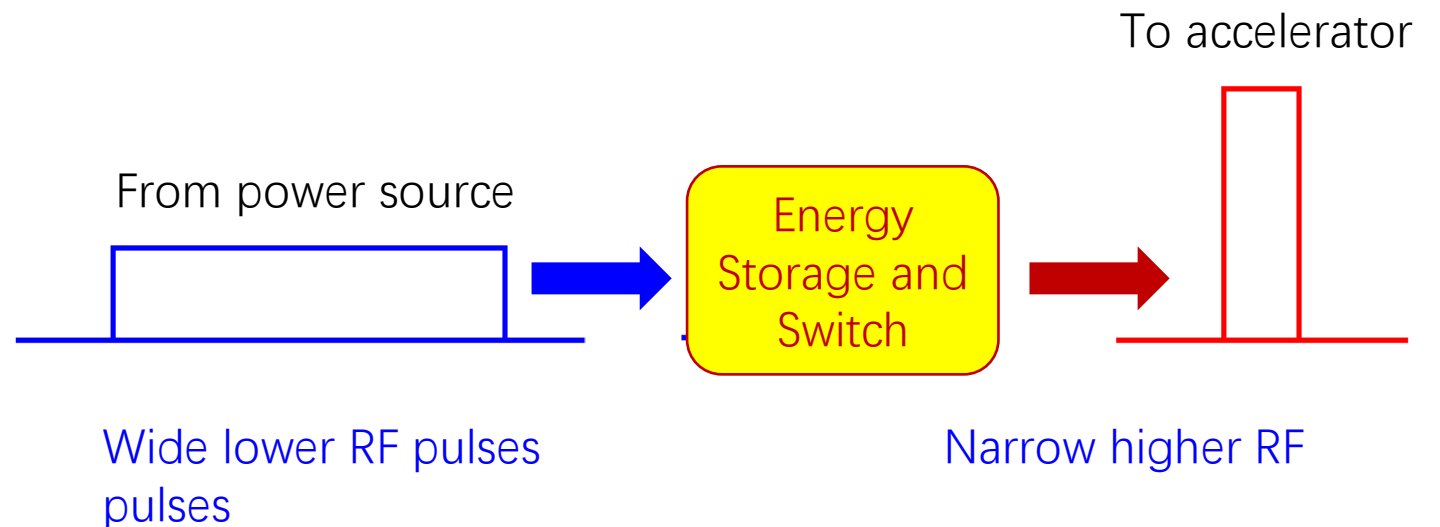 To accelerator
From power source
Energy
Storage and
Switch
Wide lower RF pulses
Narrow higher RF
pulses